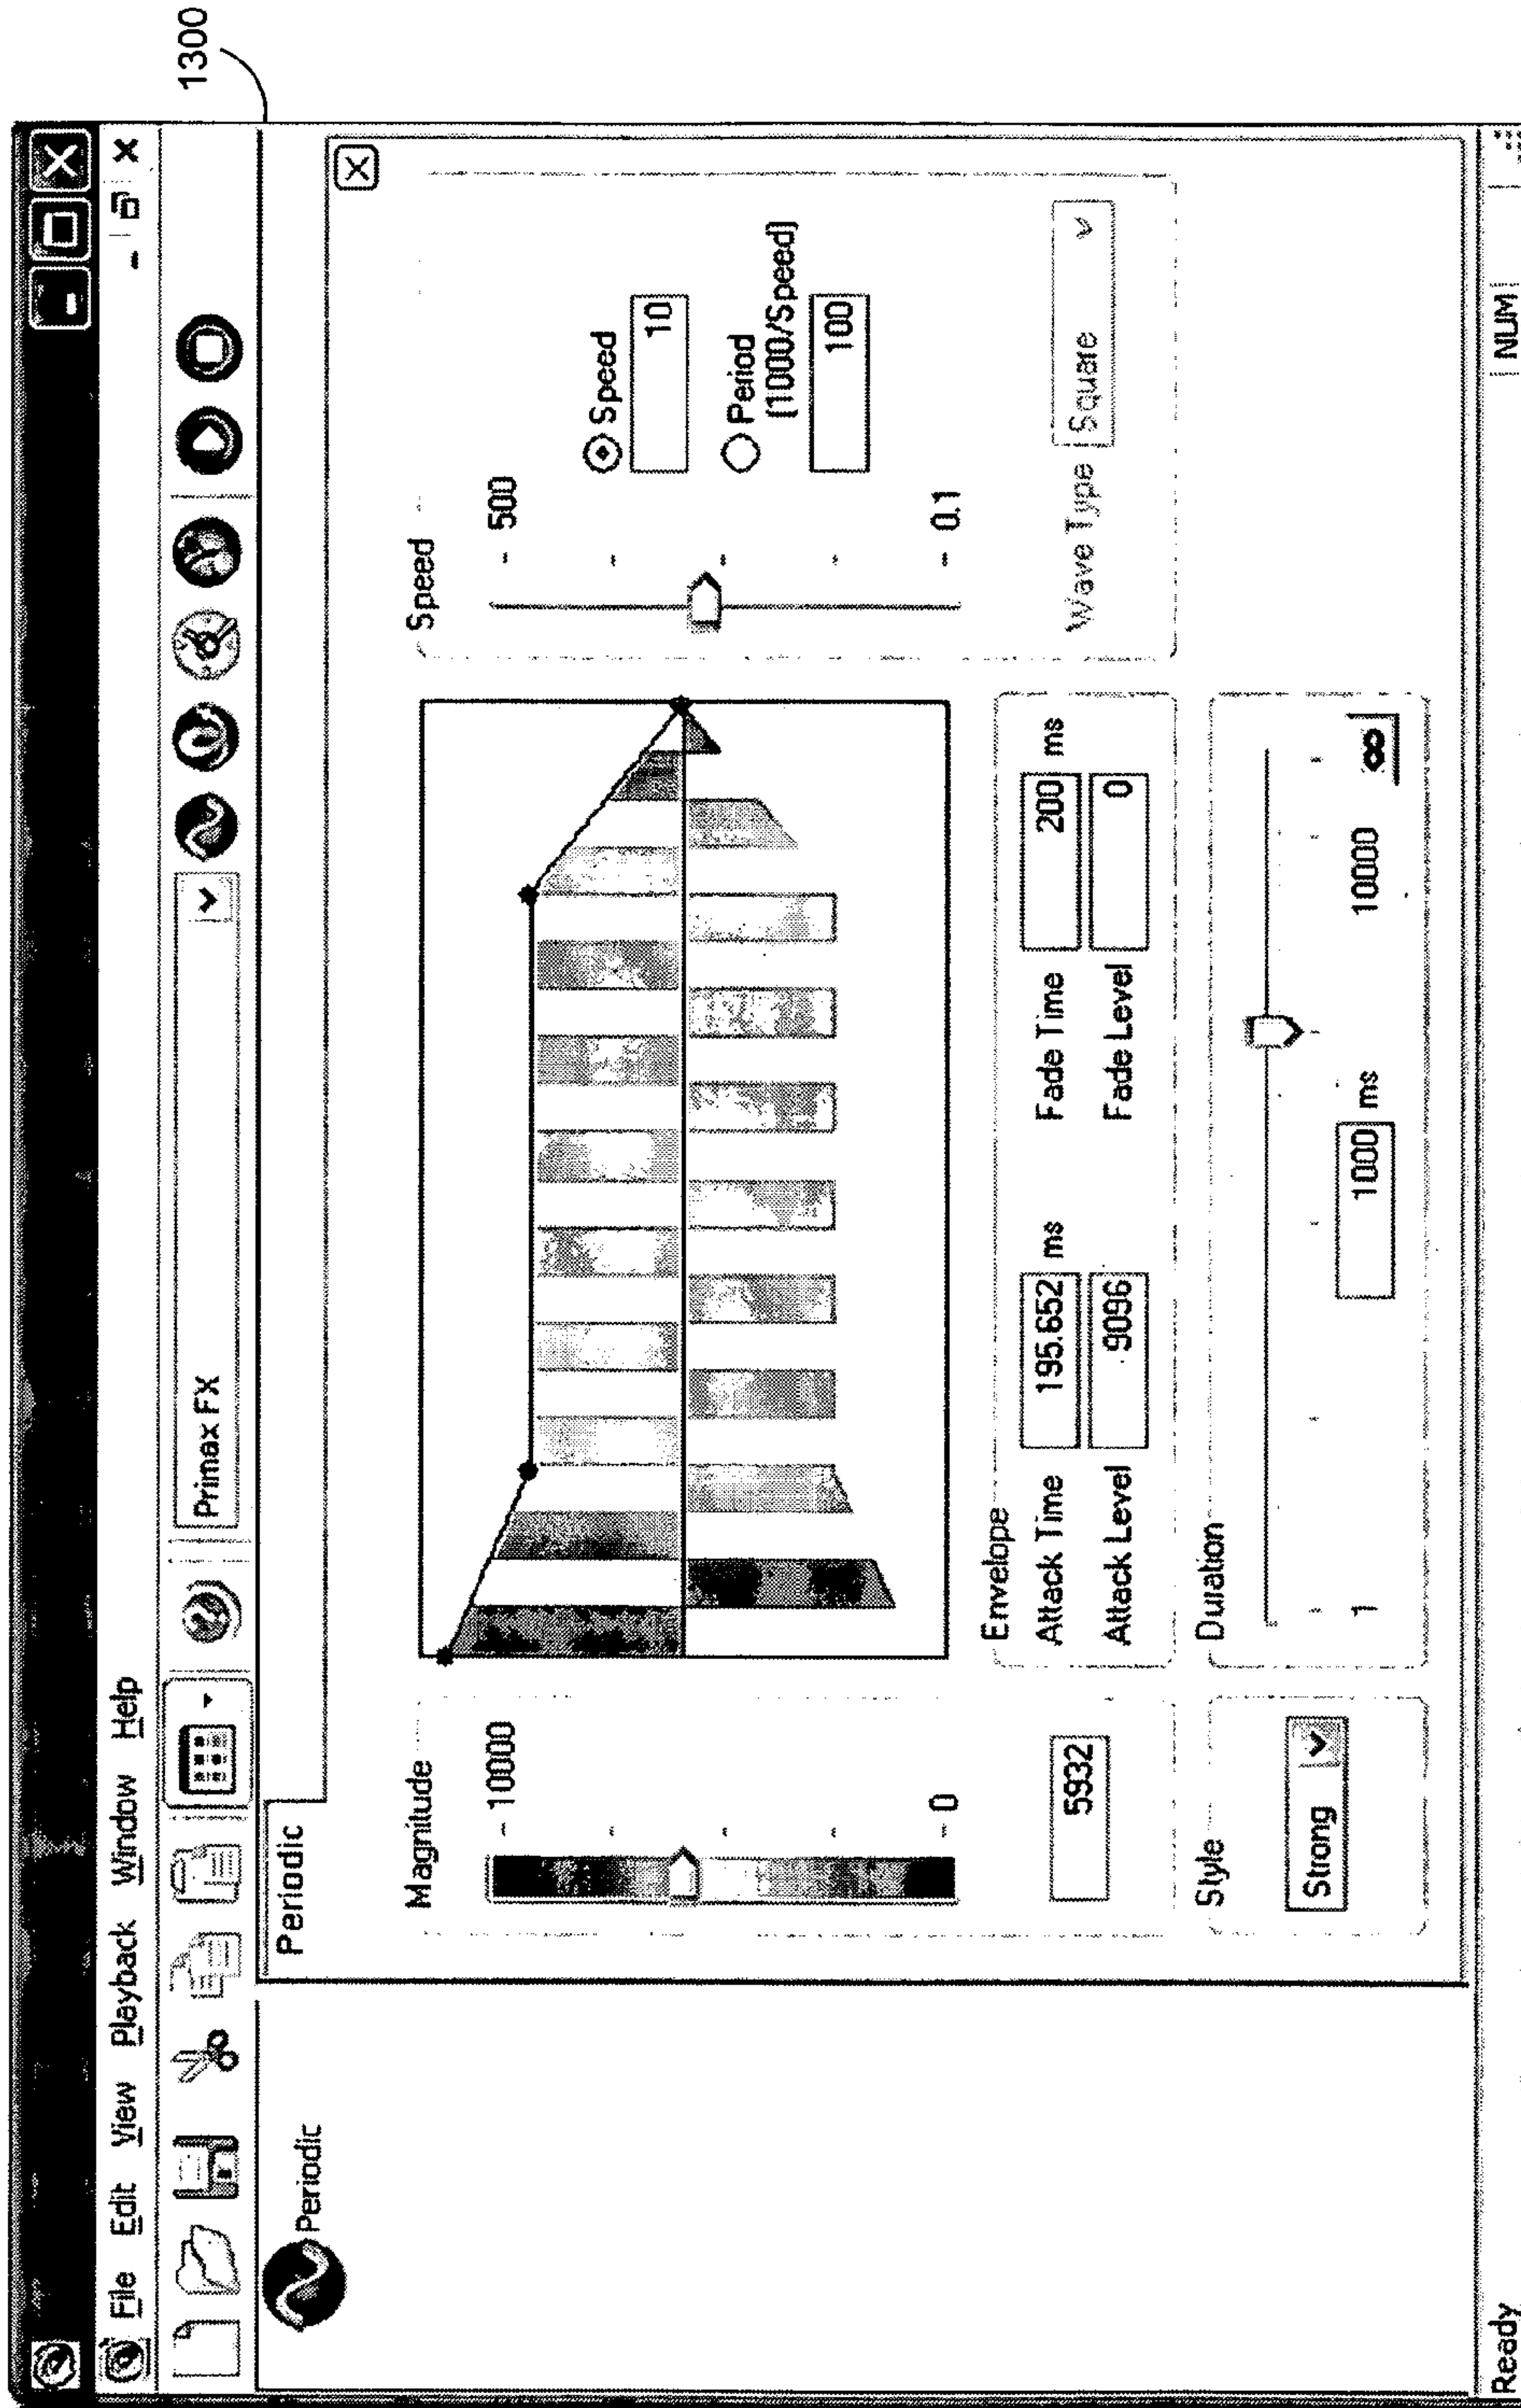 1300
File Edit View Playback Window Help
Primax FX
Periodic
Periodic
Magnitude
10000
0
5932
Speed
500
0.1
Speed
10
Period
(1000/Speed)
100
Wave Type Square
Envelope
Attack Time 195.652 ms Fade Time 200 ms
Attack Level 9096 Fade Level 0
Style
Strong
Duration
1 10000 ∞
1000 ms
Ready NUM